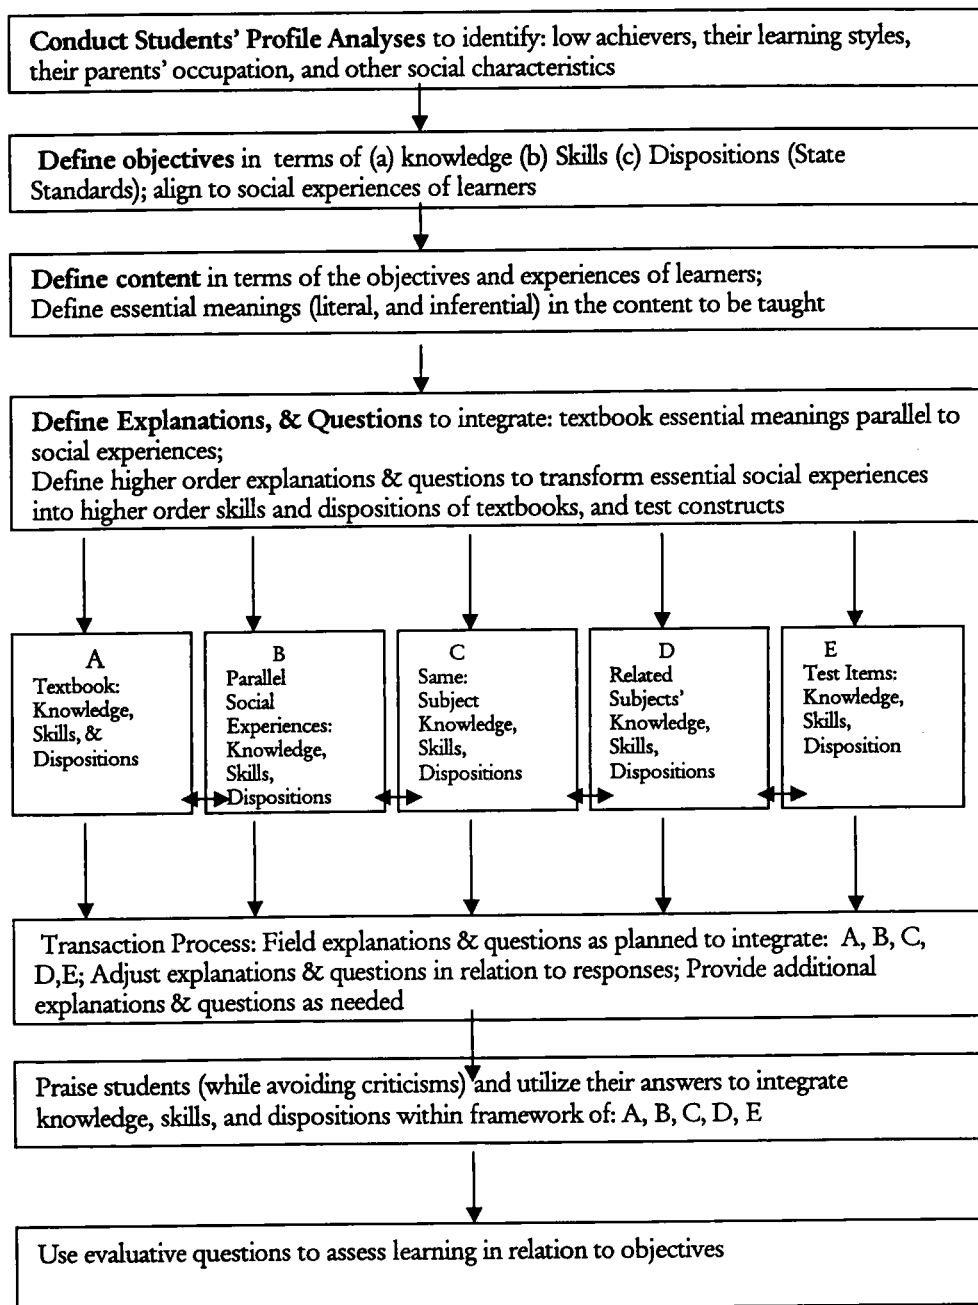 Conduct Students' Profile Analyses to identify: low achievers, their learning styles,
their parents' occupation, and other social characteristics
Define objectives in terms of (a) knowledge (b) Skills (c) Dispositions (State
Standards); align to social experiences of learners
Define content in terms of the objectives and experiences of learners;
Define essential meanings (literal, and inferential) in the content to be taught
Define Explanations, & Questions to integrate: textbook essential meanings parallel to
social experiences;
Define higher order explanations & questions to transform essential social experiences
into higher order skills and dispositions of textbooks, and test constructs
A
Textbook:
Knowledge,
Skills, &
Dispositions
B
Parallel
Social
Experiences:
Knowledge,
Skills,
Dispositions
C
Same:
Subject
Knowledge,
Skills,
Dispositions
D
Related
Subjects'
Knowledge,
Skills,
Dispositions
E
Test Items:
Knowledge,
Skills,
Disposition
Transaction Process: Field explanations & questions as planned to integrate: A, B, C,
D,E; Adjust explanations & questions in relation to responses; Provide additional
explanations & questions as needed
Praise students (while avoiding criticisms) and utilize their answers to integrate
knowledge, skills, and dispositions within framework of: A, B, C, D, E
Use evaluative questions to assess learning in relation to objectives